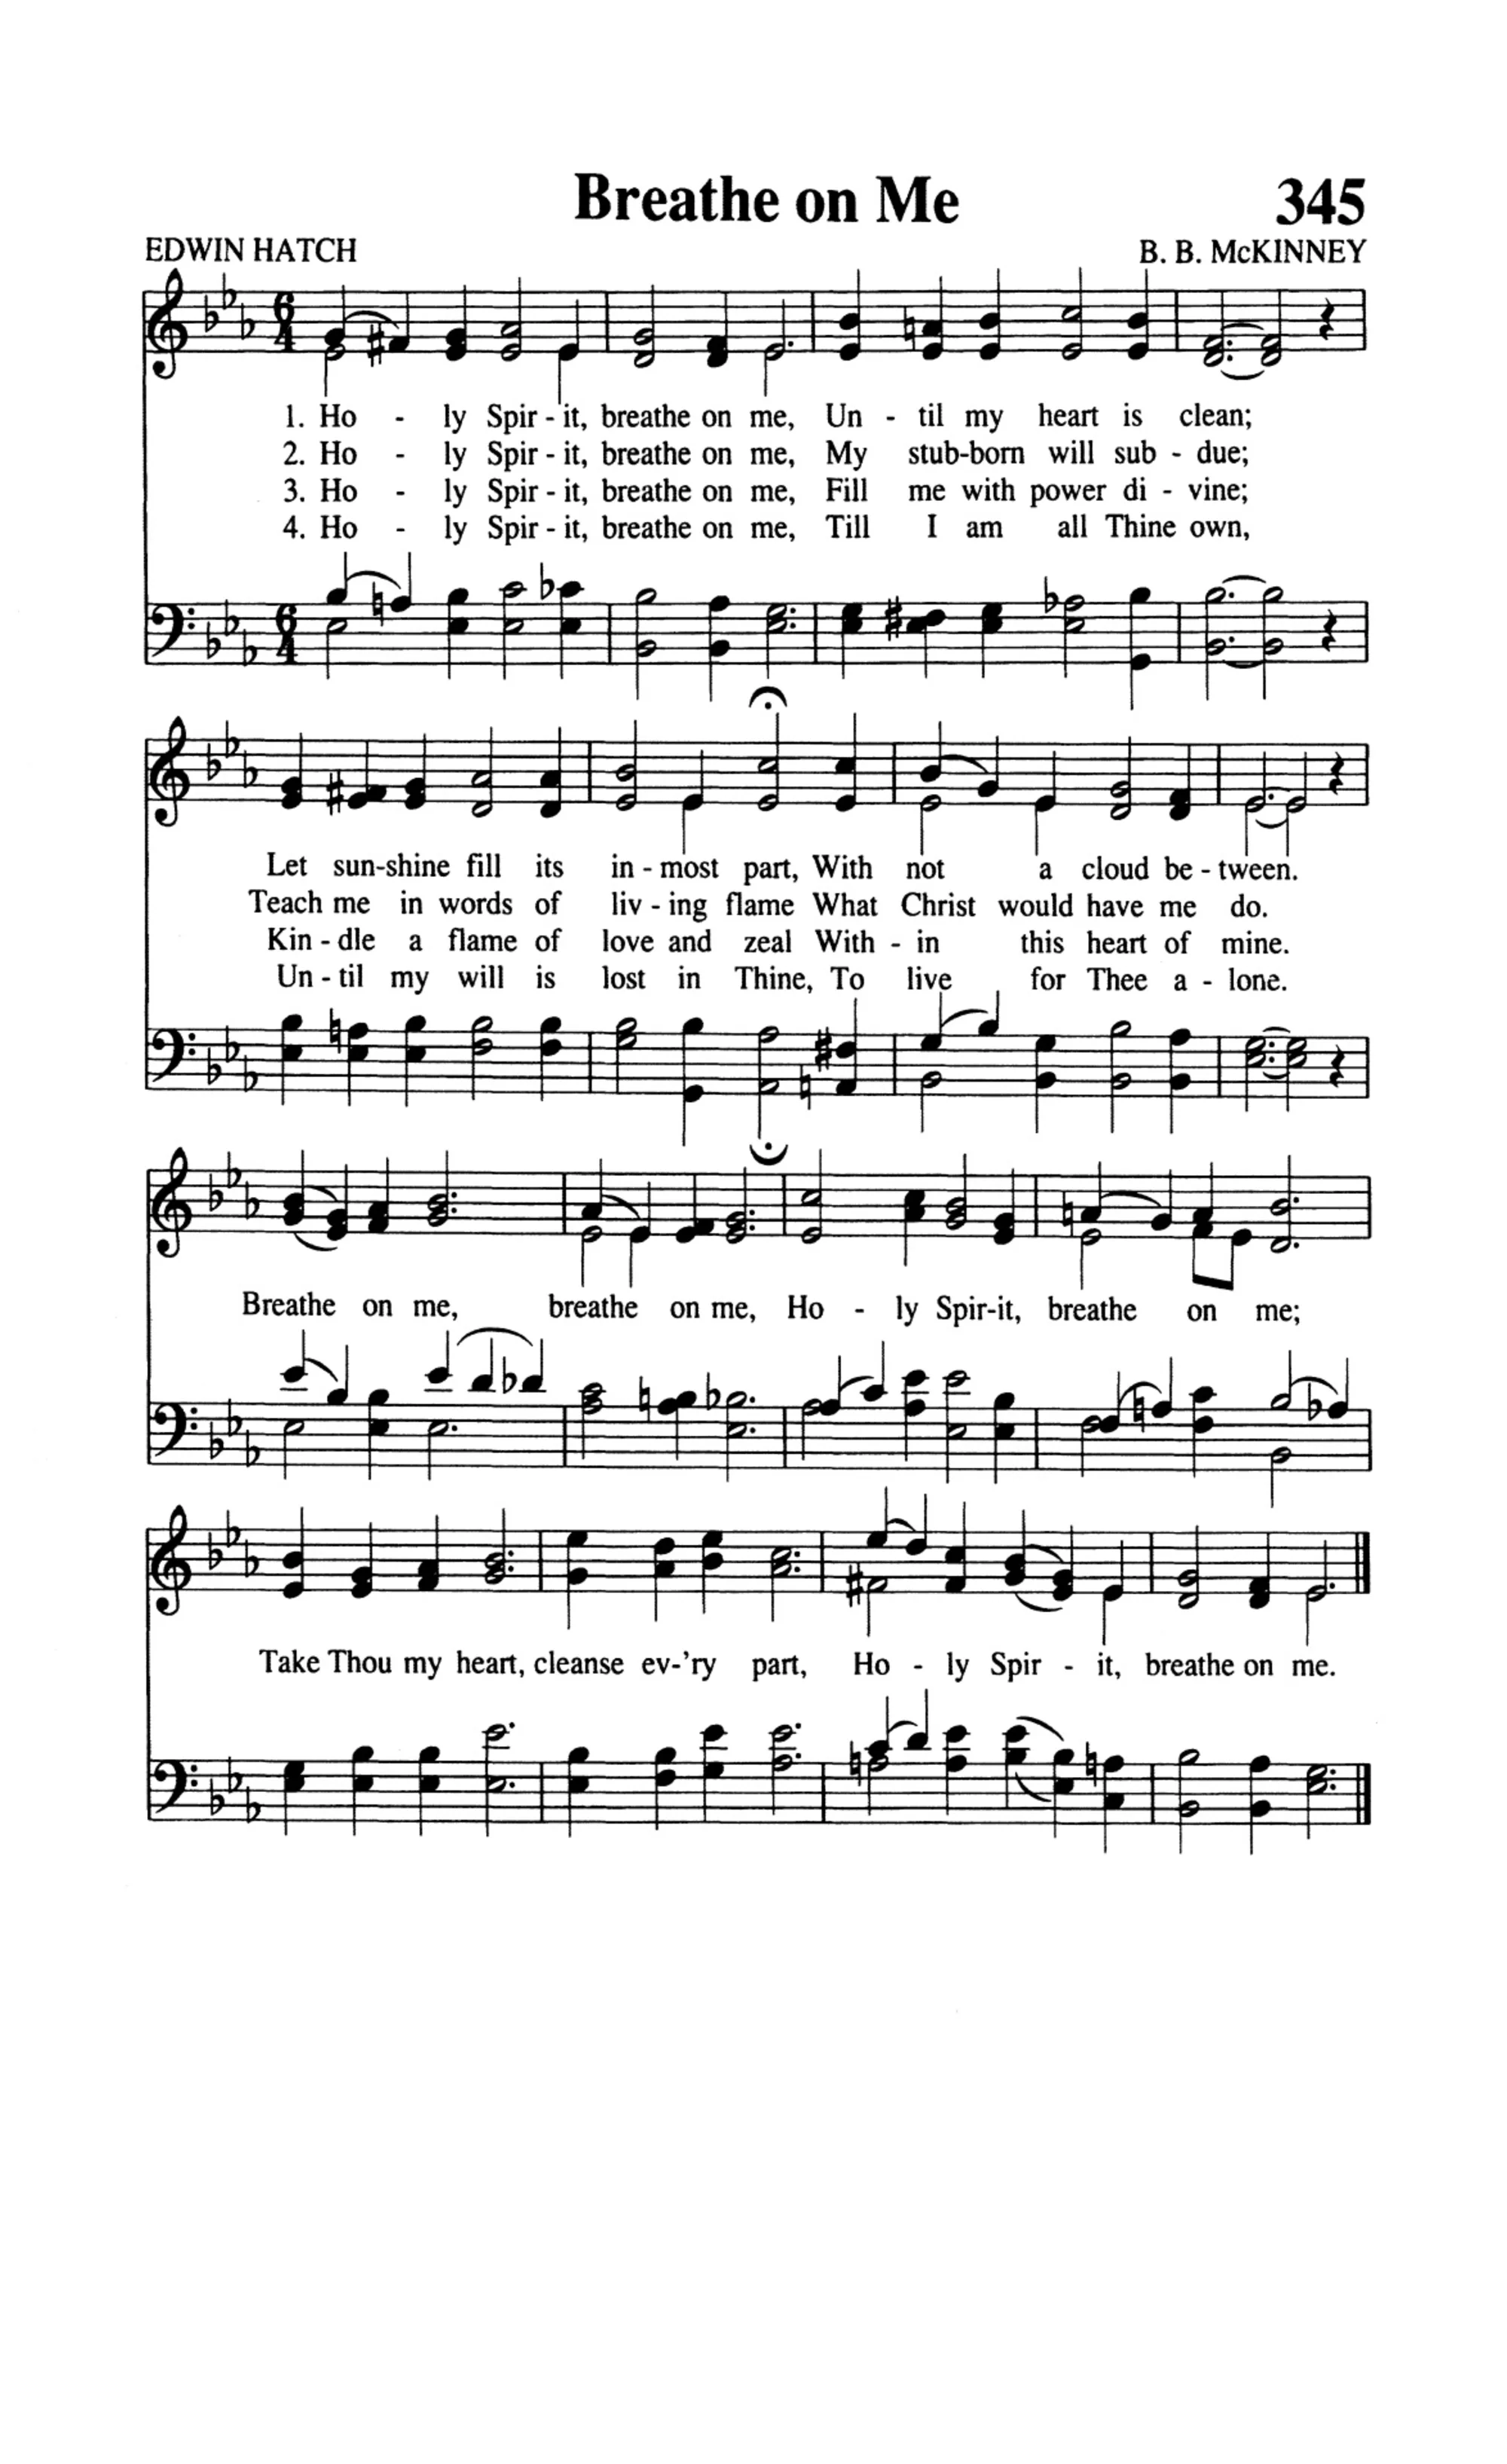 Breathe on Me 345
EDWIN HATCH B. B. McKINNEY
6
4
1. Ho - ly Spir - it, breathe on me, Un - til my heart is clean;
2. Ho - ly Spir - it, breathe on me, My stub-born will sub - due;
3. Ho - ly Spir - it, breathe on me, Fill me with power di - vine;
4. Ho - ly Spir - it, breathe on me, Till I am all Thine own,
6
4
Let sun-shine fill its in - most part, With not a cloud be - tween.
Teach me in words of liv - ing flame What Christ would have me do.
Kin - dle a flame of love and zeal With - in this heart of mine.
Un - til my will is lost in Thine, To live for Thee a - lone.
Breathe on me, breathe on me, Ho - ly Spir-it, breathe on me;
Take Thou my heart, cleanse ev-'ry part, Ho - ly Spir - it, breathe on me.